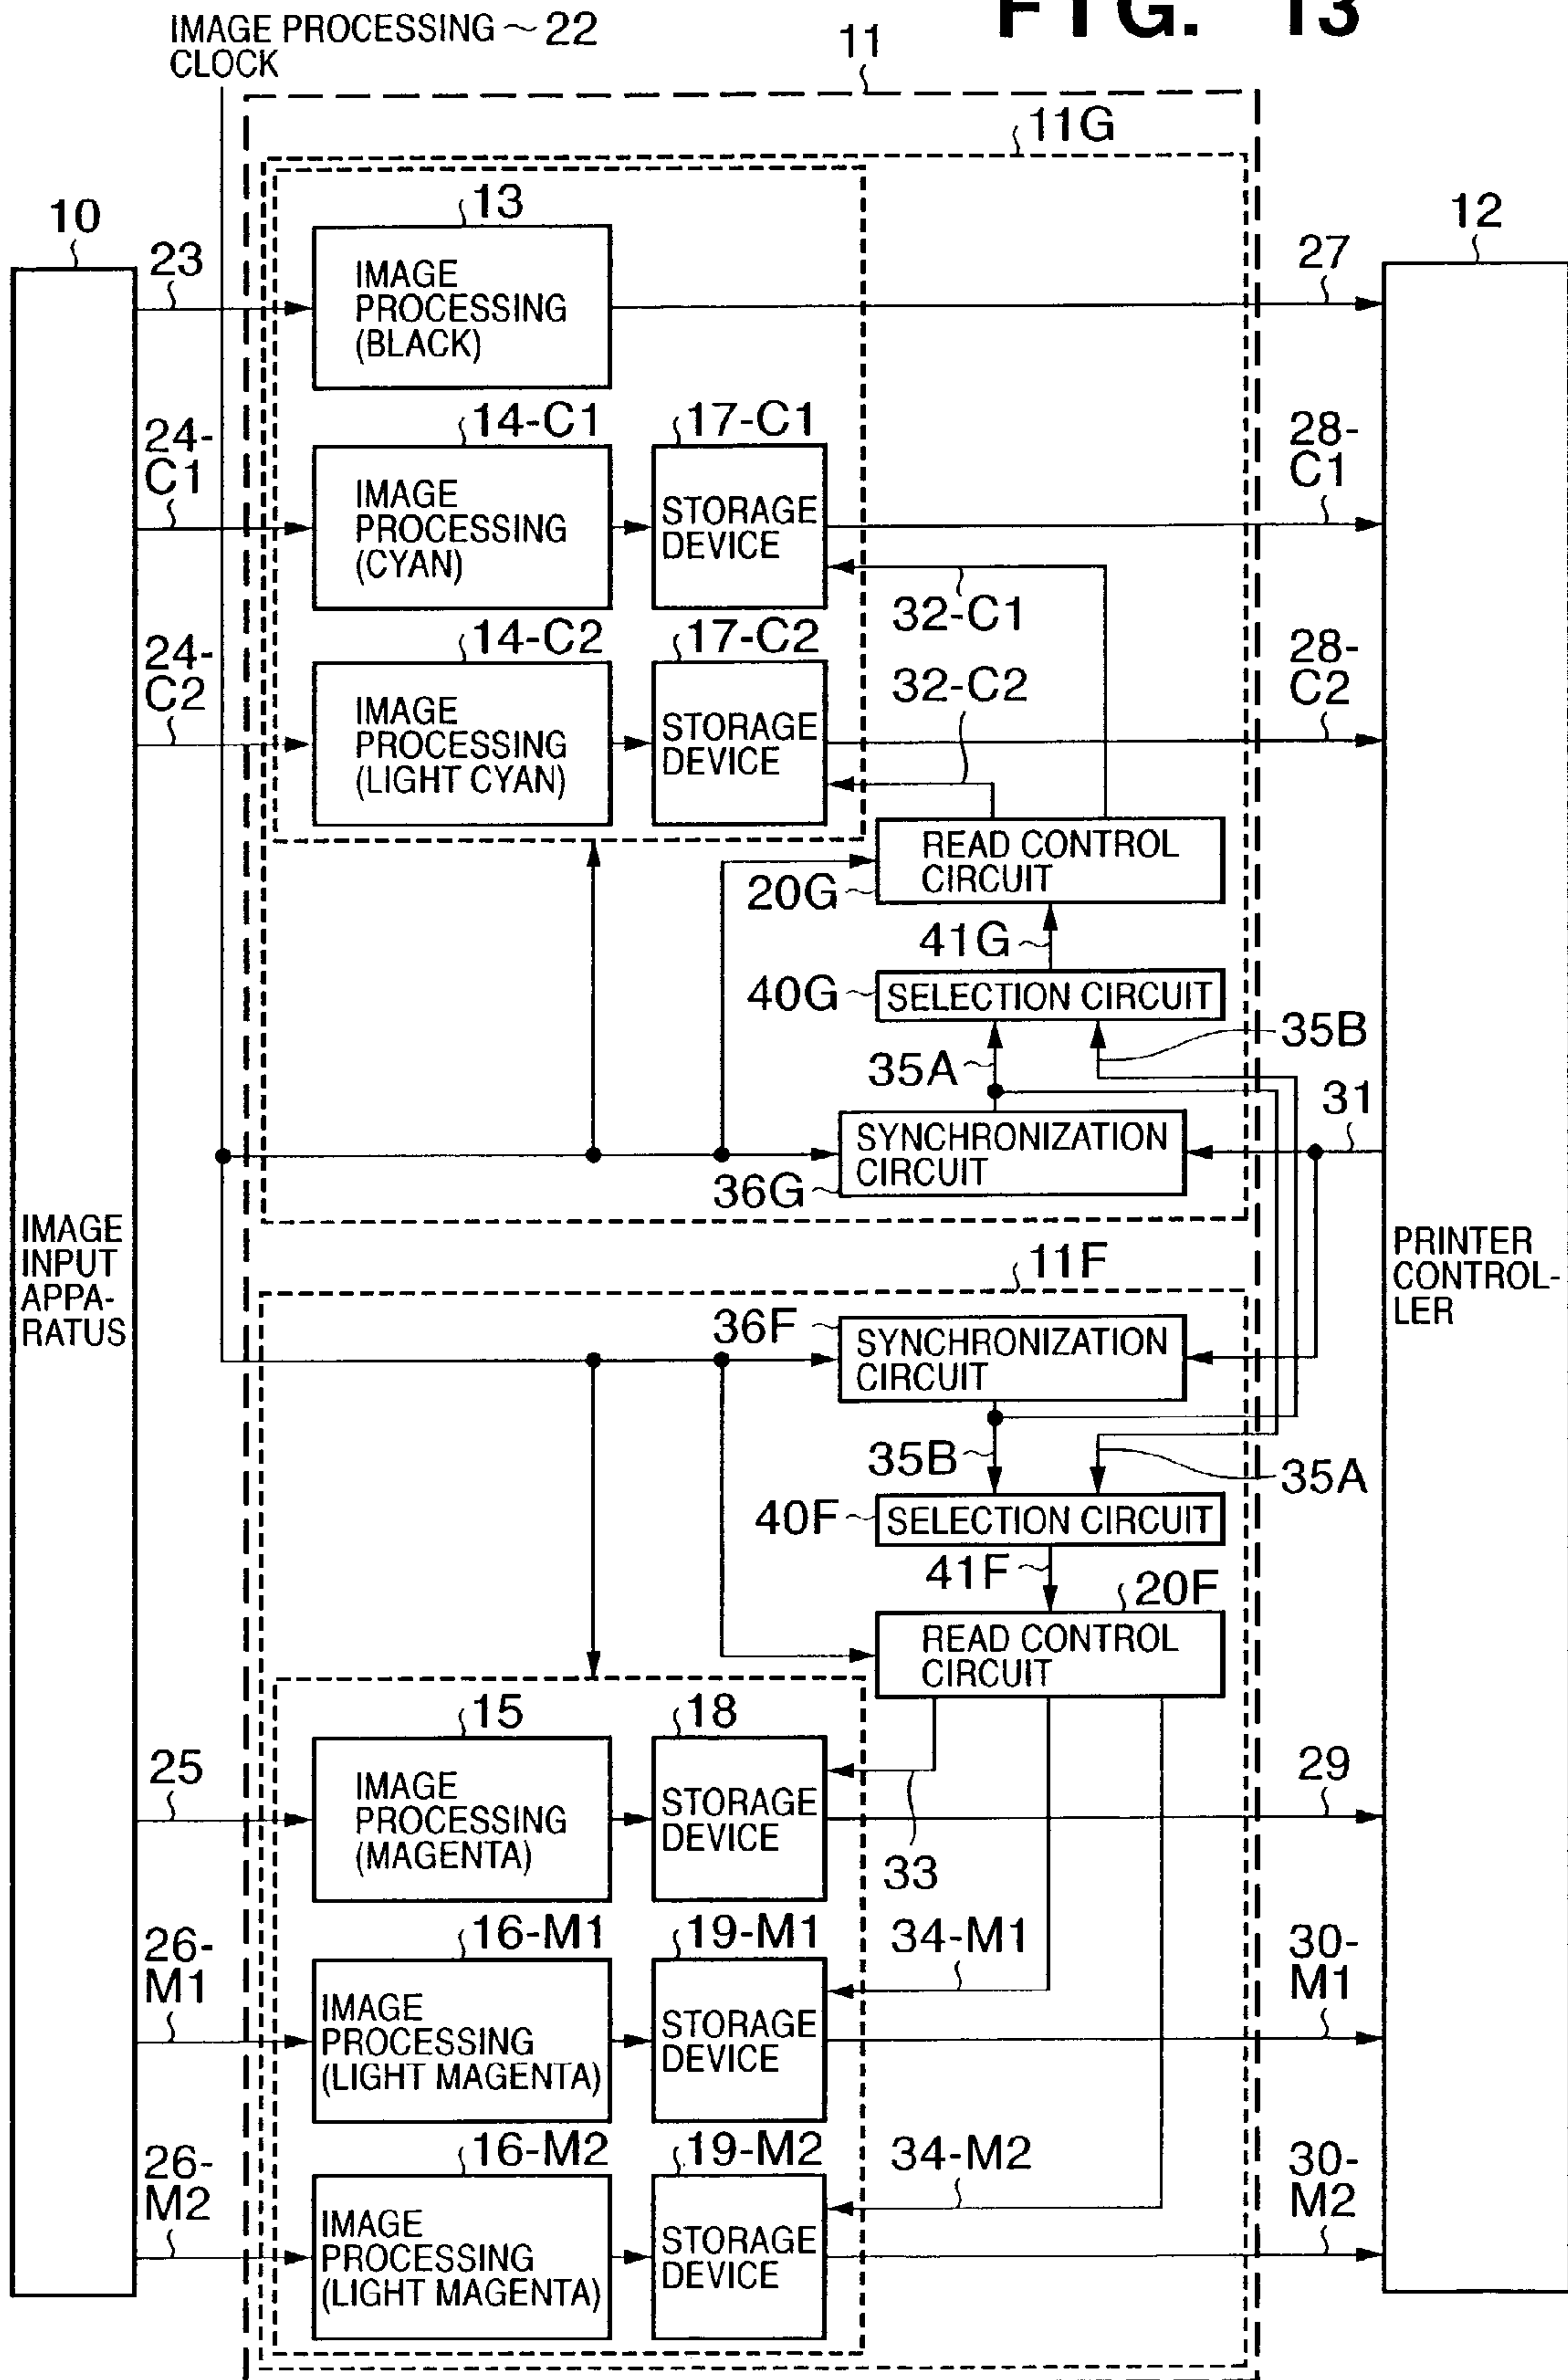 FIG. 13
IMAGE PROCESSING ~ 22
CLOCK
11
11G
10
12
13
23
IMAGE
PROCESSING
(BLACK)
27
24-
C1
14-C1
IMAGE
PROCESSING
(CYAN)
17-C1
STORAGE
DEVICE
28-
C1
32-C1
24-
C2
14-C2
IMAGE
PROCESSING
(LIGHT CYAN)
17-C2
STORAGE
DEVICE
32-C2
28-
C2
READ CONTROL
CIRCUIT
20G
41G
40G
SELECTION CIRCUIT
35A
35B
31
SYNCHRONIZATION
CIRCUIT
36G
IMAGE
INPUT
APPA-
RATUS
PRINTER
CONTROL-
LER
11F
36F
SYNCHRONIZATION
CIRCUIT
35B
35A
40F
SELECTION CIRCUIT
41F
20F
READ CONTROL
CIRCUIT
25
15
IMAGE
PROCESSING
(MAGENTA)
18
STORAGE
DEVICE
33
29
26-
M1
16-M1
IMAGE
PROCESSING
(LIGHT MAGENTA)
19-M1
STORAGE
DEVICE
34-M1
30-
M1
26-
M2
16-M2
IMAGE
PROCESSING
(LIGHT MAGENTA)
19-M2
STORAGE
DEVICE
34-M2
30-
M2